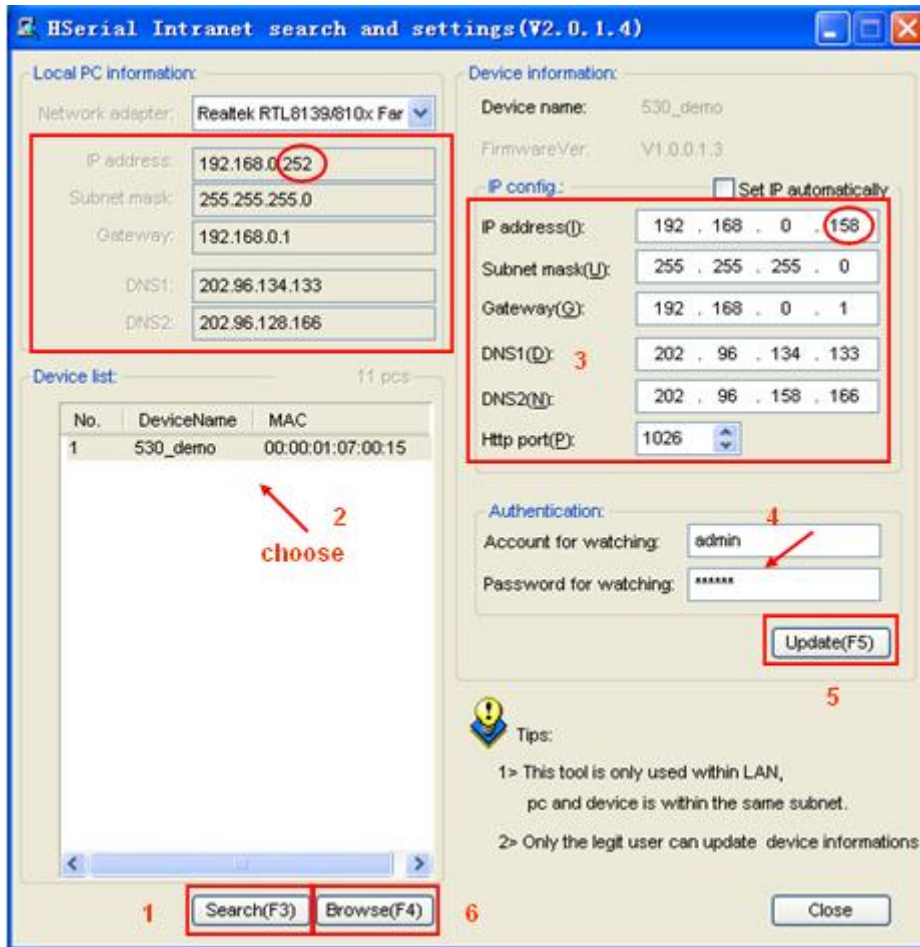 HSerial Intranet search and settings(V2.0.1.4)
Local PC information:
Network adapter: Realtek RTL8139/810x Far
IP address: 192.168.0.252
Subnet mask: 255.255.255.0
Gateway: 192.168.0.1
DNS1: 202.96.134.133
DNS2: 202.96.128.166
Device list: 11 pcs
No. DeviceName MAC
1 530_demo 00:00:01:07:00:15
2
choose
1 Search(F3) Browse(F4) 6
Device information:
Device name: 530_demo
FirmwareVer: V1.0.0.1.3
IP config.: Set IP automatically
IP address(I): 192 . 168 . 0 . 158
Subnet mask(U): 255 . 255 . 255 . 0
Gateway(G): 192 . 168 . 0 . 1
DNS1(D): 3 202 . 96 . 134 . 133
DNS2(N): 202 . 96 . 158 . 166
Http port(P): 1026
Authentication: 4
Account for watching: admin
Password for watching: ******
Update(F5)
5
Tips:
1> This tool is only used within LAN,
pc and device is within the same subnet.
2> Only the legit user can update device informations
Close